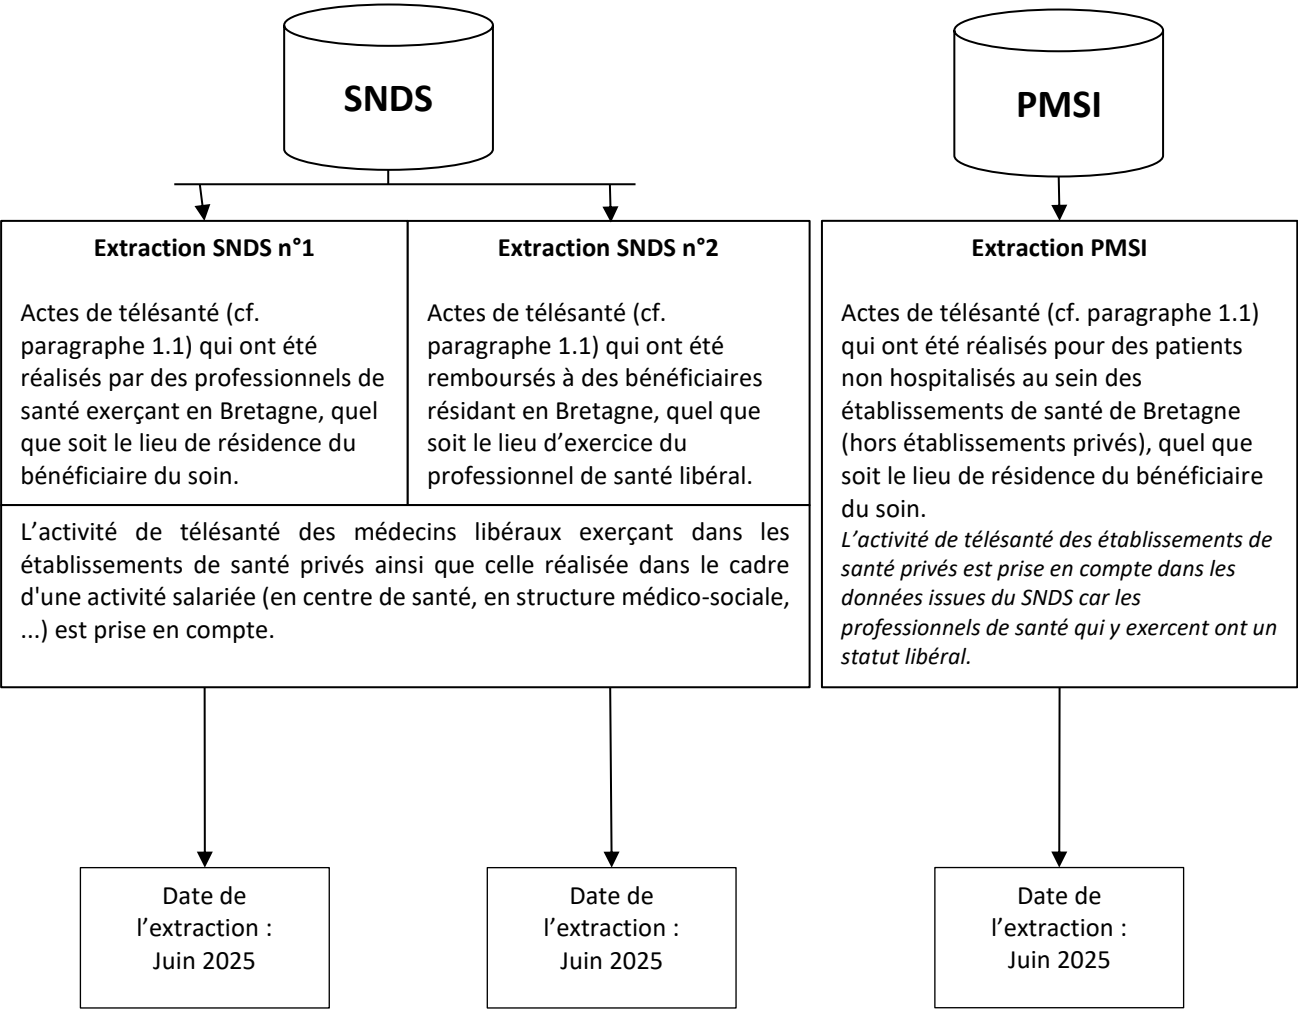 SNDS
PMSI
Extraction SNDS n°1
Actes de télésanté (cf.
paragraphe 1.1) qui ont été
réalisés par des professionnels de
santé exerçant en Bretagne, quel
que soit le lieu de résidence du
bénéficiaire du soin.
Extraction SNDS n°2
Actes de télésanté (cf.
paragraphe 1.1) qui ont été
remboursés à des bénéficiaires
résidant en Bretagne, quel que
soit le lieu d’exercice du
professionnel de santé libéral.
L’activité de télésanté des médecins libéraux exerçant dans les
établissements de santé privés ainsi que celle réalisée dans le cadre
d'une activité salariée (en centre de santé, en structure médico-sociale,
...) est prise en compte.
Extraction PMSI
Actes de télésanté (cf. paragraphe 1.1)
qui ont été réalisés pour des patients
non hospitalisés au sein des
établissements de santé de Bretagne
(hors établissements privés), quel que
soit le lieu de résidence du bénéficiaire
du soin.
L’activité de télésanté des établissements de
santé privés est prise en compte dans les
données issues du SNDS car les
professionnels de santé qui y exercent ont un
statut libéral.
Date de
l’extraction :
Juin 2025
Date de
l’extraction :
Juin 2025
Date de
l’extraction :
Juin 2025